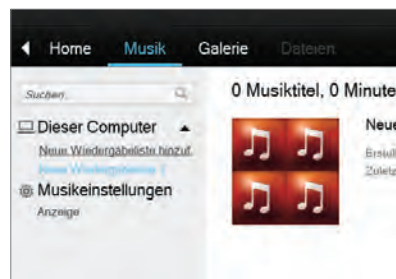 Home Musik Galerie Dateien
Suchen...
0 Musiktitel, 0 Minute
Dieser Computer
Neue
Neue Wiedergabeliste hinzuf.
Erstell
Neue Wiedergabeliste 1
Zuletz
Musikeinstellungen
Anzeige